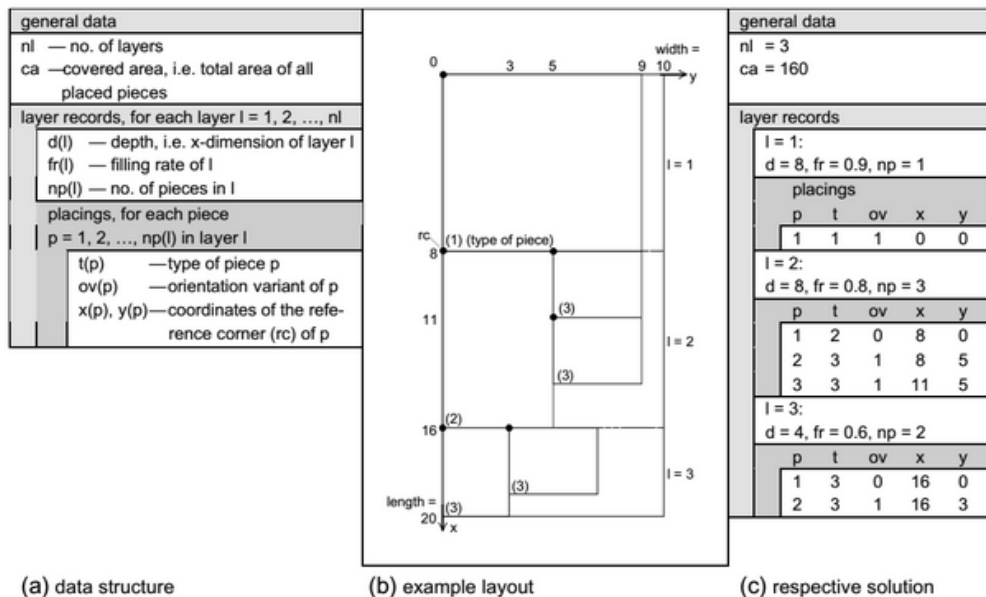 general data
nl — no. of layers
ca —covered area, i.e. total area of all
placed pieces
layer records, for each layer l = 1, 2, ..., nl
d(l) — depth, i.e. x-dimension of layer l
fr(l) — filling rate of l
np(l) — no. of pieces in l
placings, for each piece
p = 1, 2, ..., np(l) in layer l
t(p) —type of piece p
ov(p) —orientation variant of p
x(p), y(p)—coordinates of the refe-
rence corner (rc) of p
(a) data structure
width =
0 3 5 9 10
y
l = 1
rc
(1) (type of piece)
8
(3)
11
l = 2
(3)
(2)
16
l = 3
(3)
length =
(3)
20
x
(b) example layout
general data
nl = 3
ca = 160
layer records
l = 1:
d = 8, fr = 0.9, np = 1
placings
p t ov x y
1 1 1 0 0
l = 2:
d = 8, fr = 0.8, np = 3
p t ov x y
1 2 0 8 0
2 3 1 8 5
3 3 1 11 5
l = 3:
d = 4, fr = 0.6, np = 2
p t ov x y
1 3 0 16 0
2 3 1 16 3
(c) respective solution